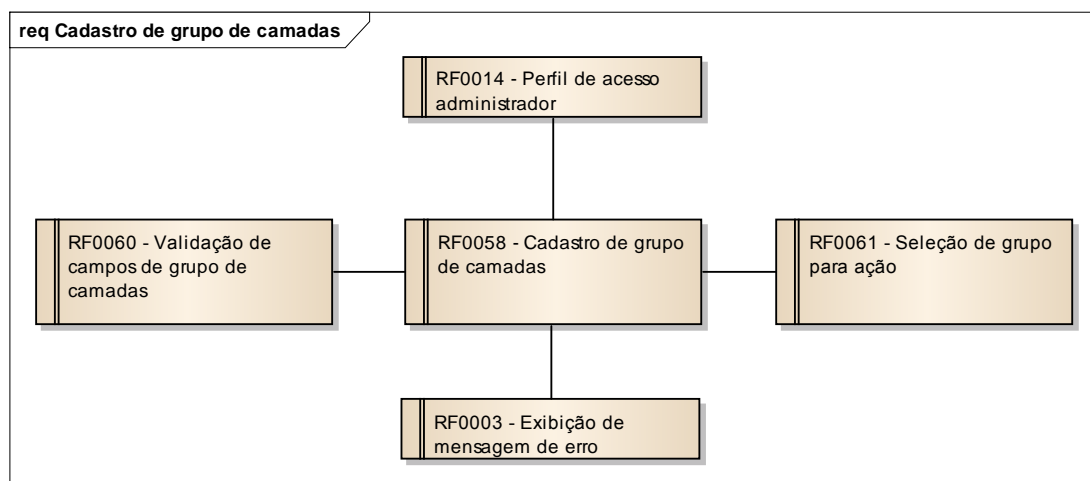 req Cadastro de grupo de camadas
RF0014 - Perfil de acesso
administrador
RF0060 - Validação de
campos de grupo de
camadas
RF0058 - Cadastro de grupo
de camadas
RF0061 - Seleção de grupo
para ação
RF0003 - Exibição de
mensagem de erro